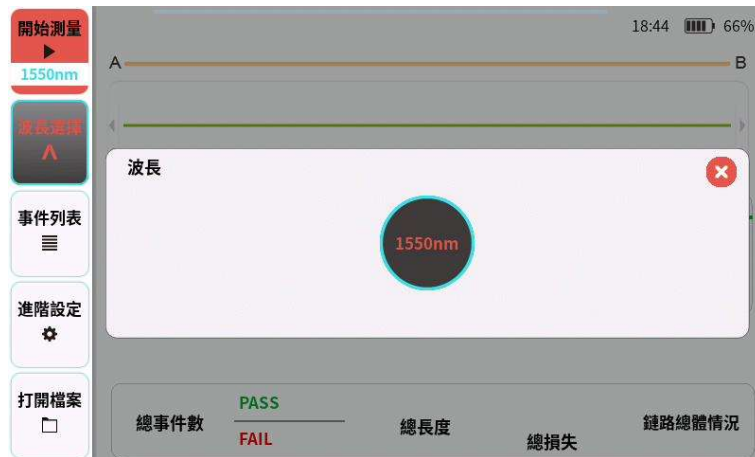 開始測量
1550nm
波長選擇
事件列表
進階設定
打開檔案
18:44
66%
A
B
波長
1550nm
總事件數
PASS
FAIL
總長度
總損失
鏈路總體情況